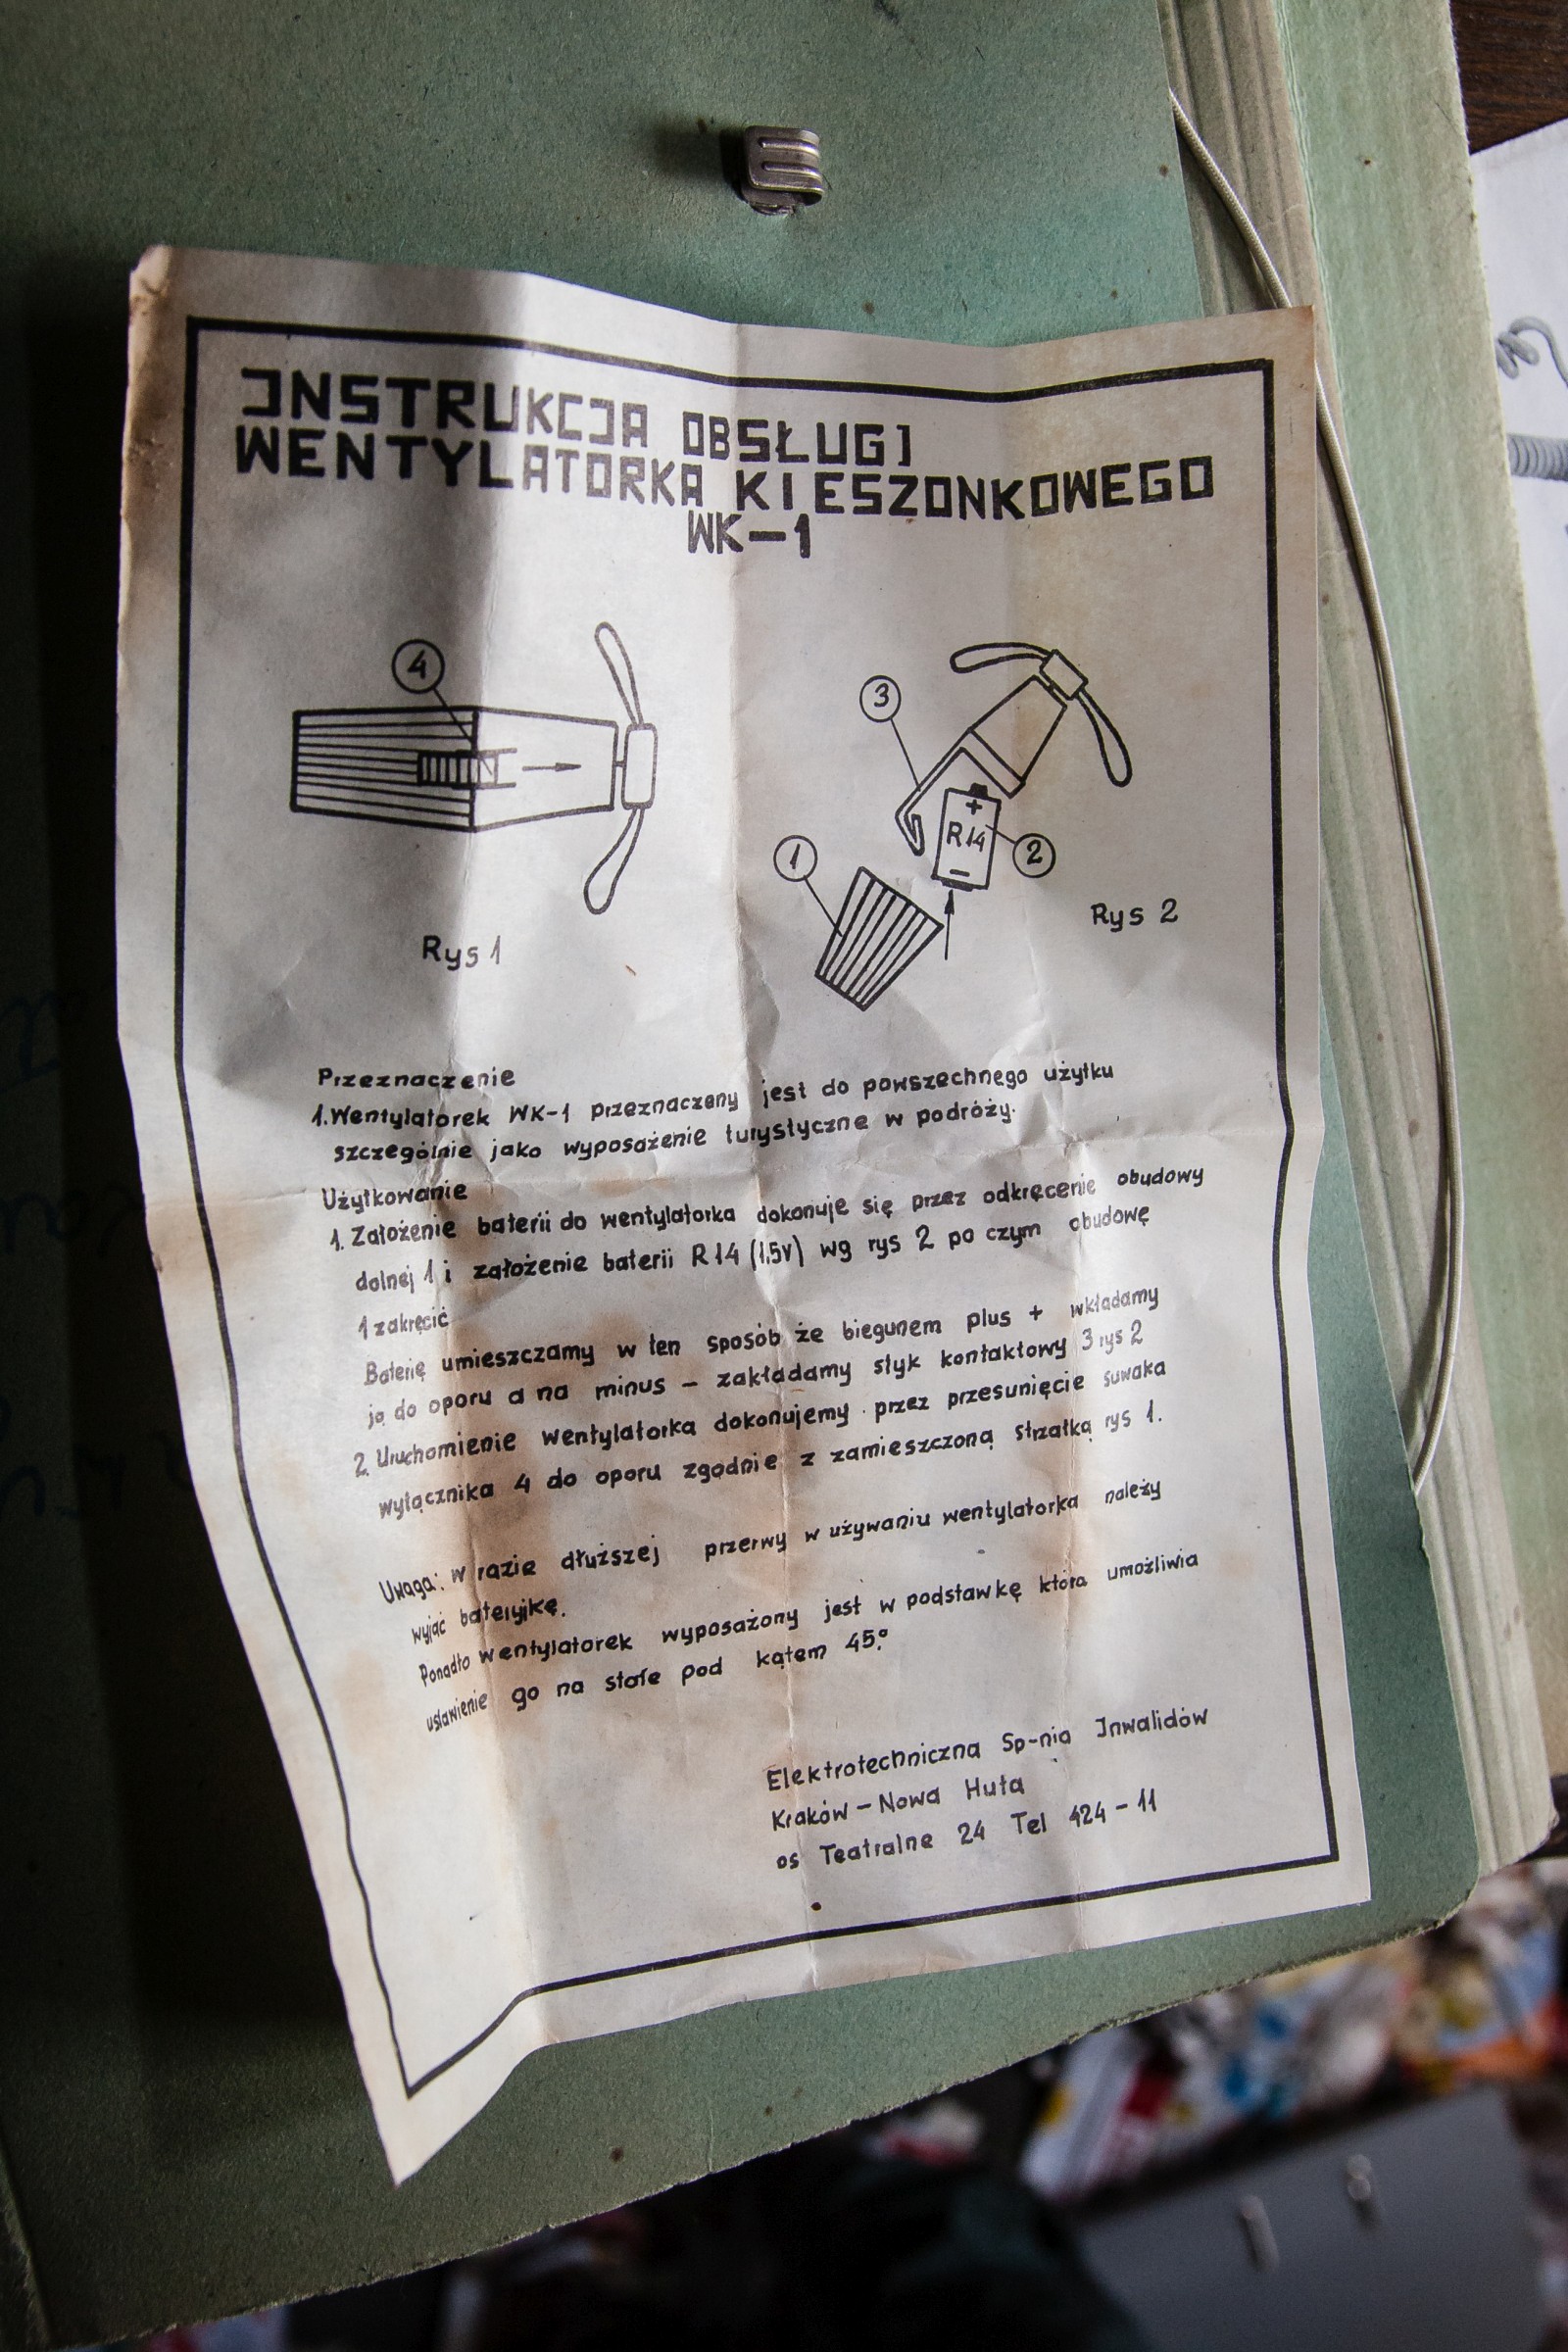 INSTRUKCJA OBSŁUGI
WENTYLATORKA KIESZONKOWEGO
WK-1
4
3
+
R14
-
2
1
Rys 1
Rys 2
Przeznaczenie
1. Wentylatorek WK-1 przeznaczony jest do powszechnego użytku
szczególnie jako wyposażenie turystyczne w podróży.
Użytkowanie
1. Założenie baterii do wentylatorka dokonuje się przez odkręcenie obudowy
dolnej 1 i założenie baterii R14 (1,5V) wg rys 2 po czym obudowę
1 zakręcić
Baterię umieszczamy w ten sposób że biegunem plus + wkładamy
ją do oporu a na minus - zakładamy styk kontaktowy 3 rys 2
2. Uruchomienie wentylatorka dokonujemy przez przesunięcie suwaka
wyłącznika 4 do oporu zgodnie z zamieszczoną strzałką rys 1.
Uwaga: w razie dłuższej przerwy w używaniu wentylatorka należy
wyjąć bateryjkę.
Ponadto wentylatorek wyposażony jest w podstawkę która umożliwia
ustawienie go na stole pod kątem 45°.
Elektrotechniczna Sp-nia Inwalidów
Kraków - Nowa Huta
os Teatralne 24 Tel 424-11